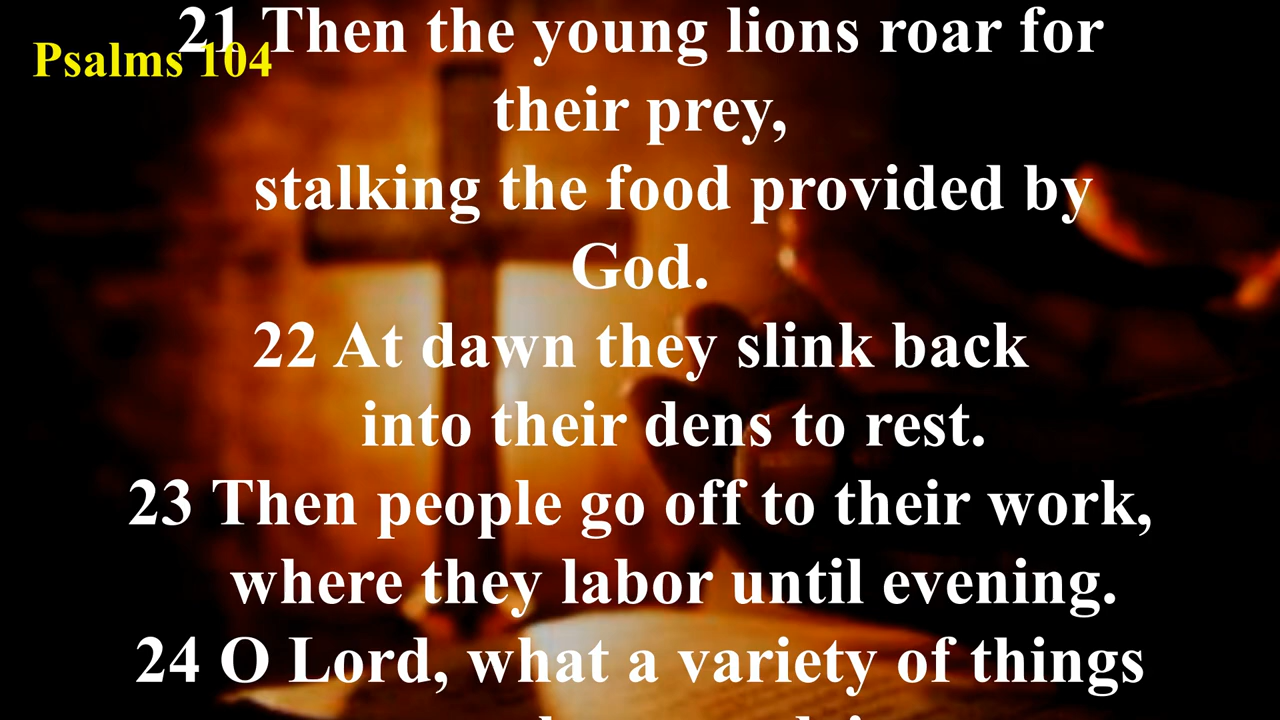 Psalms 104
21 Then the young lions roar for
their prey,
stalking the food provided by
God.
22 At dawn they slink back
into their dens to rest.
23 Then people go off to their work,
where they labor until evening.
24 O Lord, what a variety of things